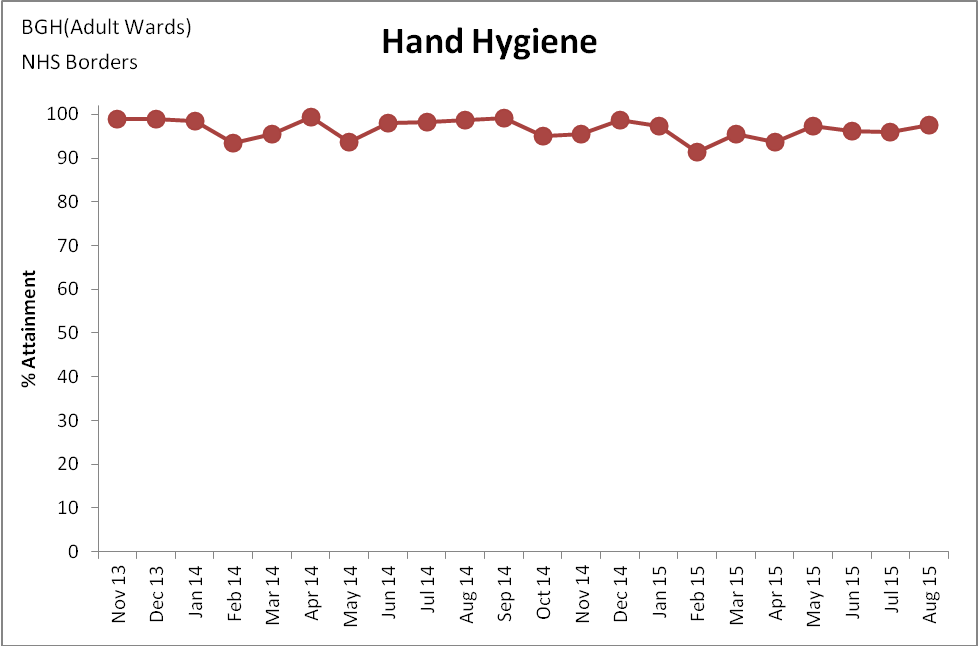 BGH(Adult Wards)
NHS Borders
Hand Hygiene
% Attainment
100
90
80
70
60
50
40
30
20
10
0
Nov 13
Dec 13
Jan 14
Feb 14
Mar 14
Apr 14
May 14
Jun 14
Jul 14
Aug 14
Sep 14
Oct 14
Nov 14
Dec 14
Jan 15
Feb 15
Mar 15
Apr 15
May 15
Jun 15
Jul 15
Aug 15